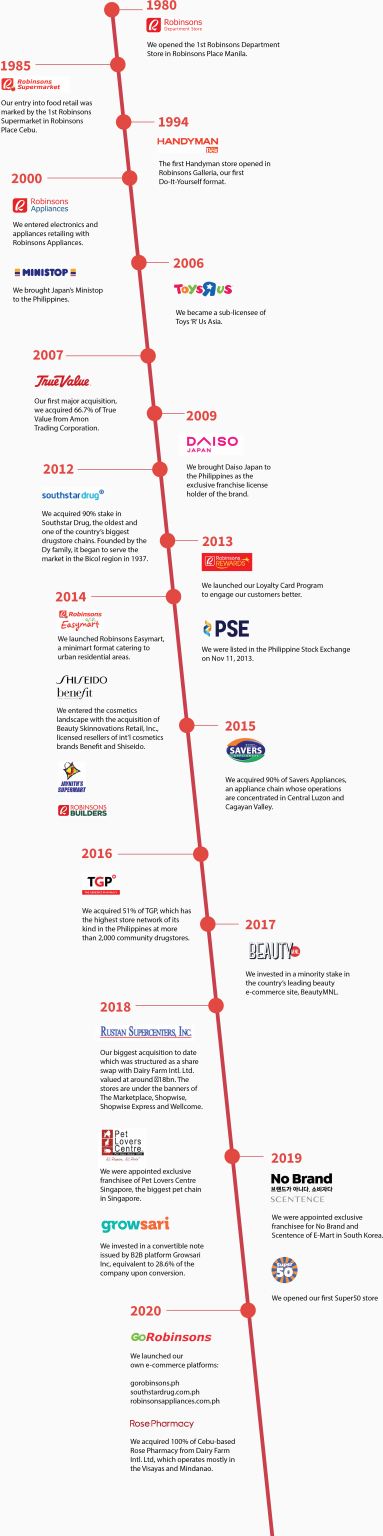 1980
Robinsons
Department Store
We opened the 1st Robinsons Department
Store in Robinsons Place Manila.
1985
Robinsons
Supermarket
Our entry into food retail was
marked by the 1st Robinsons
Supermarket in Robinsons
Place Cebu.
1994
HANDYMAN
The first Handyman store opened in
Robinsons Galleria, our first
Do-It-Yourself format.
2000
Robinsons
Appliances
We entered electronics and
appliances retailing with
Robinsons Appliances.
MINISTOP
We brought Japan's Ministop
to the Philippines.
2006
TOYS R US
We became a sub-licensee of
Toys 'R' Us Asia.
2007
True Value
Our first major acquisition,
we acquired 66.7% of True
Value from Amon
Trading Corporation.
2009
DAISO
JAPAN
We brought Daiso Japan to
the Philippines as the
exclusive franchise license
holder of the brand.
2012
southstar drug
We acquired 90% stake in
Southstar Drug, the oldest and
one of the country's biggest
drugstore chains. Founded by the
Dy family, it began to serve the
market in the Bicol region in 1937.
2013
Robinsons
REWARDS
We launched our Loyalty Card Program
to engage our customers better.
PSE
We were listed in the Philippine Stock Exchange
on Nov 11, 2013.
2014
Robinsons
Easymart
We launched Robinsons Easymart,
a minimart format catering to
urban residential areas.
SHISEIDO
benefit
We entered the cosmetics
landscape with the acquisition of
Beauty Skinnovations Retail, Inc.,
licensed resellers of int'l cosmetics
brands Benefit and Shiseido.
JAYNITH'S
SUPERMART
ROBINSONS
BUILDERS
2015
SAVERS
We acquired 90% of Savers Appliances,
an appliance chain whose operations
are concentrated in Central Luzon and
Cagayan Valley.
2016
TGP
We acquired 51% of TGP, which has
the highest store network of its
kind in the Philippines at more
than 2,000 community drugstores.
2017
BEAUTY MNL
We invested in a minority stake in
the country's leading beauty
e-commerce site, BeautyMNL.
2018
RUSTAN SUPERCENTERS, INC.
Our biggest acquisition to date
which was structured as a share
swap with Dairy Farm Intl. Ltd.
valued at around 18bn. The
stores are under the banners of
The Marketplace, Shopwise,
Shopwise Express and Wellcome.
Pet
Lovers
Centre
We were appointed exclusive
franchisee of Pet Lovers Centre
Singapore, the biggest pet chain
in Singapore.
growsari
We invested in a convertible note
issued by B2B platform Growsari
Inc, equivalent to 28.6% of the
company upon conversion.
2019
No Brand
브랜드가 아니다. 소비자다
SCENTENCE
We were appointed exclusive
franchisee for No Brand and
Scentence of E-Mart in South Korea.
Super
50
We opened our first Super50 store
2020
GoRobinsons
We launched our
own e-commerce platforms:
gorobinsons.ph
southstardrug.com.ph
robinsonsappliances.com.ph
Rose Pharmacy
We acquired 100% of Cebu-based
Rose Pharmacy from Dairy Farm
Intl. Ltd, which operates mostly in
the Visayas and Mindanao.